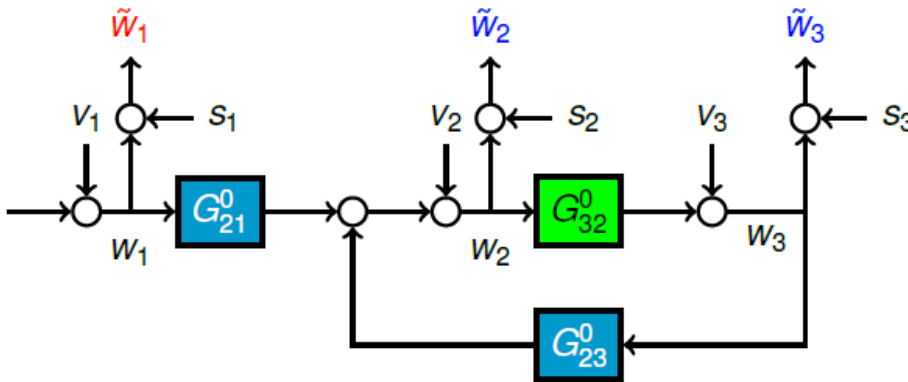 w̃₁ w̃₂ w̃₃
v₁ s₁ v₂ s₂ v₃ s₃
G⁰₂₁ G⁰₃₂
w₁ w₂ w₃
G⁰₂₃